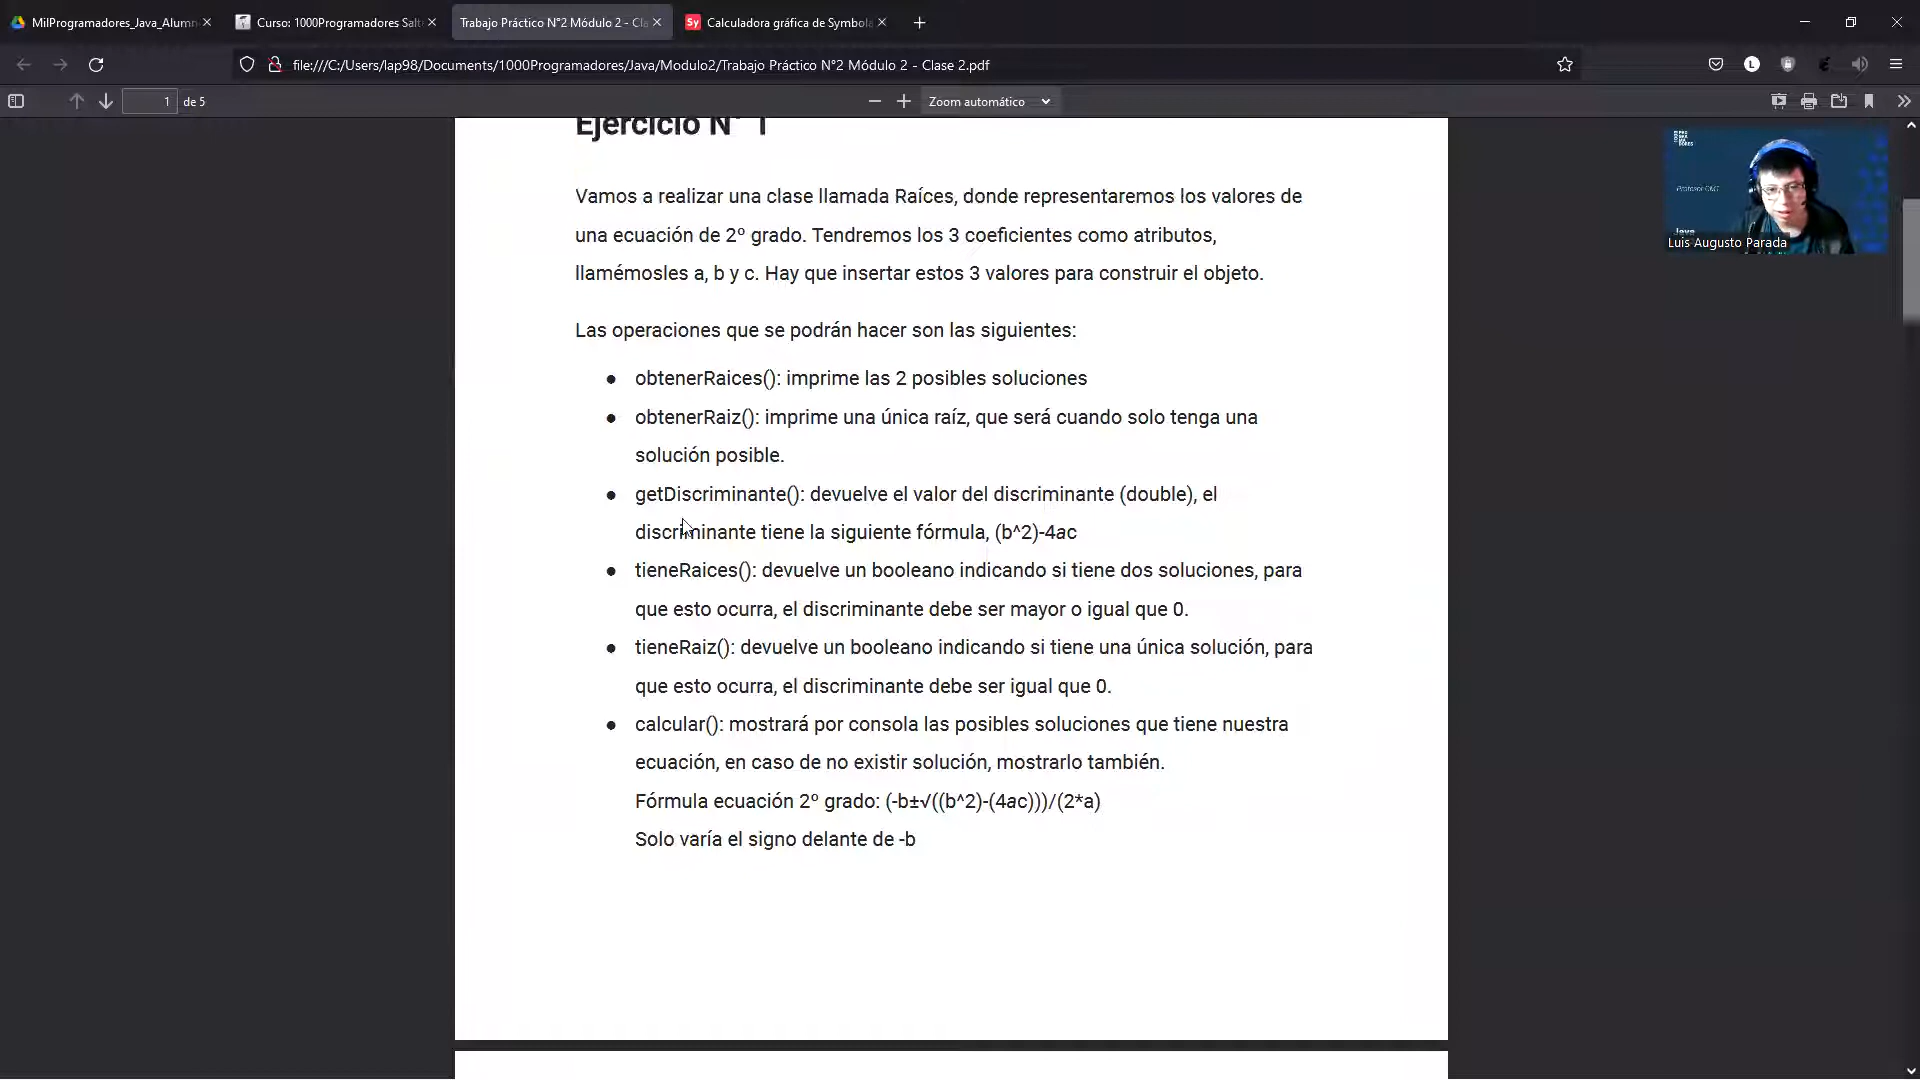 MilProgramadores_Java_Alumn
Curso: 1000Programadores Salt
Trabajo Práctico N°2 Módulo 2 - Cla
Calculadora gráfica de Symbola
file:///C:/Users/lap98/Documents/1000Programadores/Java/Modulo2/Trabajo Práctico N°2 Módulo 2 - Clase 2.pdf
1 de 5
Zoom automático
Ejercicio N° 1
Vamos a realizar una clase llamada Raíces, donde representaremos los valores de
una ecuación de 2º grado. Tendremos los 3 coeficientes como atributos,
llamémosles a, b y c. Hay que insertar estos 3 valores para construir el objeto.
Las operaciones que se podrán hacer son las siguientes:
● obtenerRaices(): imprime las 2 posibles soluciones
● obtenerRaiz(): imprime una única raíz, que será cuando solo tenga una
solución posible.
● getDiscriminante(): devuelve el valor del discriminante (double), el
discriminante tiene la siguiente fórmula, (b^2)-4ac
● tieneRaices(): devuelve un booleano indicando si tiene dos soluciones, para
que esto ocurra, el discriminante debe ser mayor o igual que 0.
● tieneRaiz(): devuelve un booleano indicando si tiene una única solución, para
que esto ocurra, el discriminante debe ser igual que 0.
● calcular(): mostrará por consola las posibles soluciones que tiene nuestra
ecuación, en caso de no existir solución, mostrarlo también.
Fórmula ecuación 2º grado: (-b±√((b^2)-(4ac)))/(2*a)
Solo varía el signo delante de -b
Luis Augusto Parada